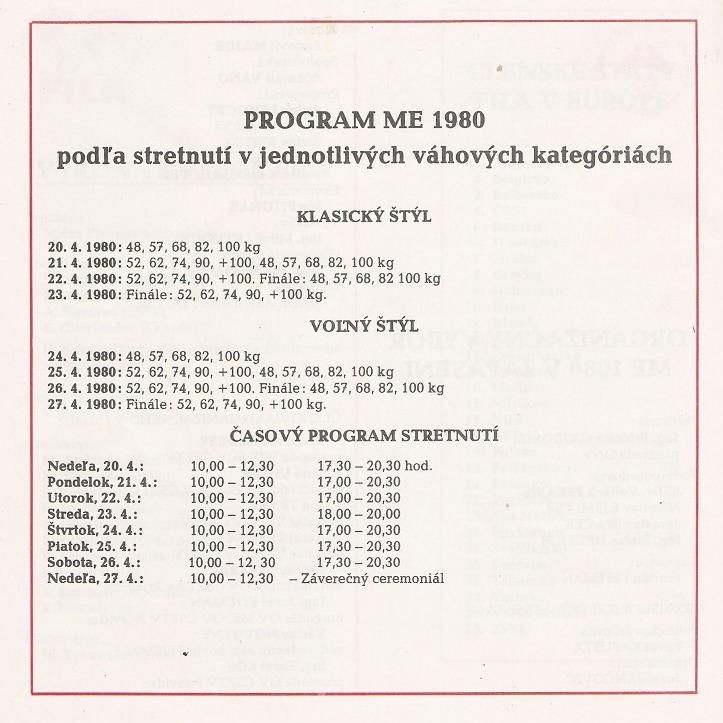 PROGRAM ME 1980
podľa stretnutí v jednotlivých váhových kategóriách
KLASICKÝ ŠTÝL
20. 4. 1980: 48, 57, 68, 82, 100 kg
21. 4. 1980: 52, 62, 74, 90, +100, 48, 57, 68, 82, 100 kg
22. 4. 1980: 52, 62, 74, 90, +100. Finále: 48, 57, 68, 82 100 kg
23. 4. 1980: Finále: 52, 62, 74, 90, +100 kg.
VOĽNÝ ŠTÝL
24. 4. 1980: 48, 57, 68, 82, 100 kg
25. 4. 1980: 52, 62, 74, 90, +100, 48, 57, 68, 82, 100 kg
26. 4. 1980: 52, 62, 74, 90, +100. Finále: 48, 57, 68, 82, 100 kg
27. 4. 1980: Finále: 52, 62, 74, 90, +100 kg.
ČASOVÝ PROGRAM STRETNUTÍ
Nedeľa, 20. 4.: 10,00 – 12,30 17,30 – 20,30 hod.
Pondelok, 21. 4.: 10,00 – 12,30 17,00 – 20,30
Utorok, 22. 4.: 10,00 – 12,30 17,00 – 20,30
Streda, 23. 4.: 10,00 – 12,30 18,00 – 20,00
Štvrtok, 24. 4.: 10,00 – 12,30 17,00 – 20,30
Piatok, 25. 4.: 10,00 – 12,30 17,30 – 20,30
Sobota, 26. 4.: 10,00 – 12, 30 17,30 – 20,30
Nedeľa, 27. 4.: 10,00 – 12,30 – Záverečný ceremoniál